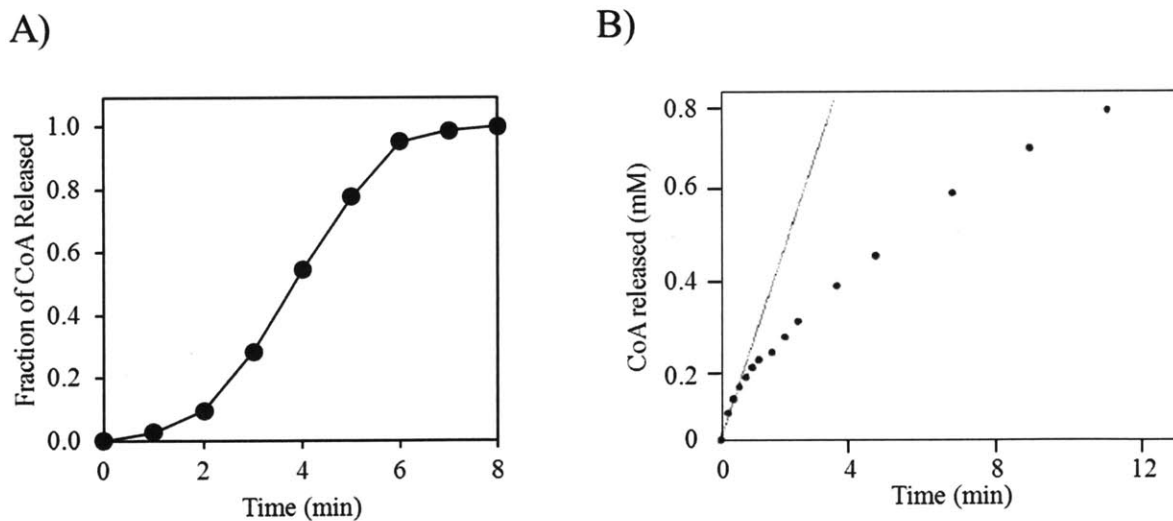 A)
Fraction of CoA Released
1.0
0.8
0.6
0.4
0.2
0.0
0 2 4 6 8
Time (min)
B)
CoA released (mM)
0.8
0.6
0.4
0.2
0
0 4 8 12
Time (min)